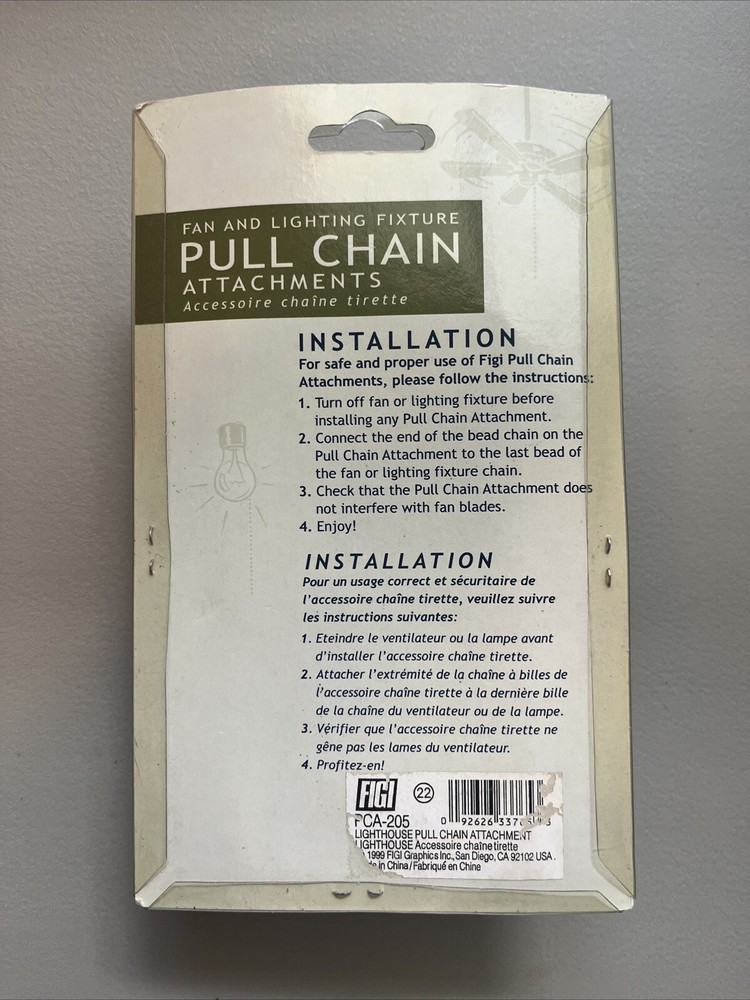 FAN AND LIGHTING FIXTURE
PULL CHAIN
ATTACHMENTS
Accessoire chaîne tirette
INSTALLATION
For safe and proper use of Figi Pull Chain
Attachments, please follow the instructions:
1. Turn off fan or lighting fixture before
installing any Pull Chain Attachment.
2. Connect the end of the bead chain on the
Pull Chain Attachment to the last bead of
the fan or lighting fixture chain.
3. Check that the Pull Chain Attachment does
not interfere with fan blades.
4. Enjoy!
INSTALLATION
Pour un usage correct et sécuritaire de
l'accessoire chaîne tirette, veuillez suivre
les instructions suivantes:
1. Eteindre le ventilateur ou la lampe avant
d'installer l'accessoire chaîne tirette.
2. Attacher l'extrémité de la chaîne à billes de
l'accessoire chaîne tirette à la dernière bille
de la chaîne du ventilateur ou de la lampe.
3. Vérifier que l'accessoire chaîne tirette ne
gêne pas les lames du ventilateur.
4. Profitez-en!
FIGI 22
PCA-205 0 92626
LIGHTHOUSE PULL CHAIN ATTACHMENT
LIGHTHOUSE Accessoire chaîne tirette
1999 FIGI Graphics Inc., San Diego, CA 92102 USA.
in China/Fabriqué en Chine